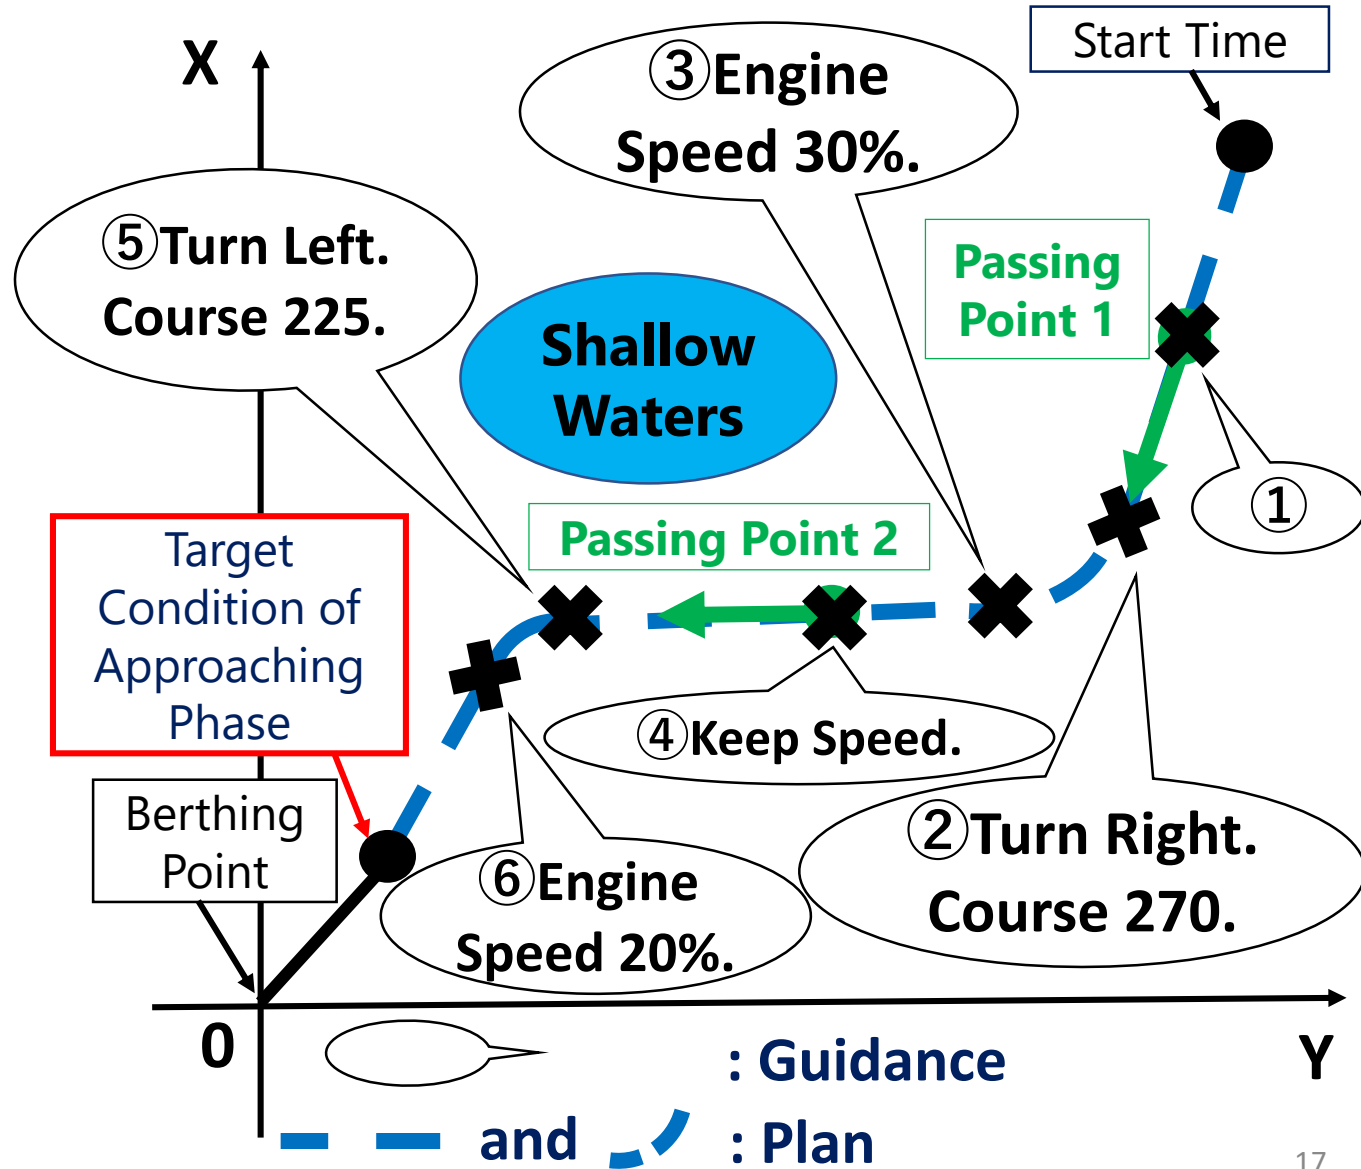 X
③Engine
Speed 30%.
Start Time
⑤Turn Left.
Course 225.
Passing
Point 1
Shallow
Waters
①
Passing Point 2
Target
Condition of
Approaching
Phase
④Keep Speed.
Berthing
Point
②Turn Right.
Course 270.
⑥Engine
Speed 20%.
0
Y
: Guidance
and
: Plan
17